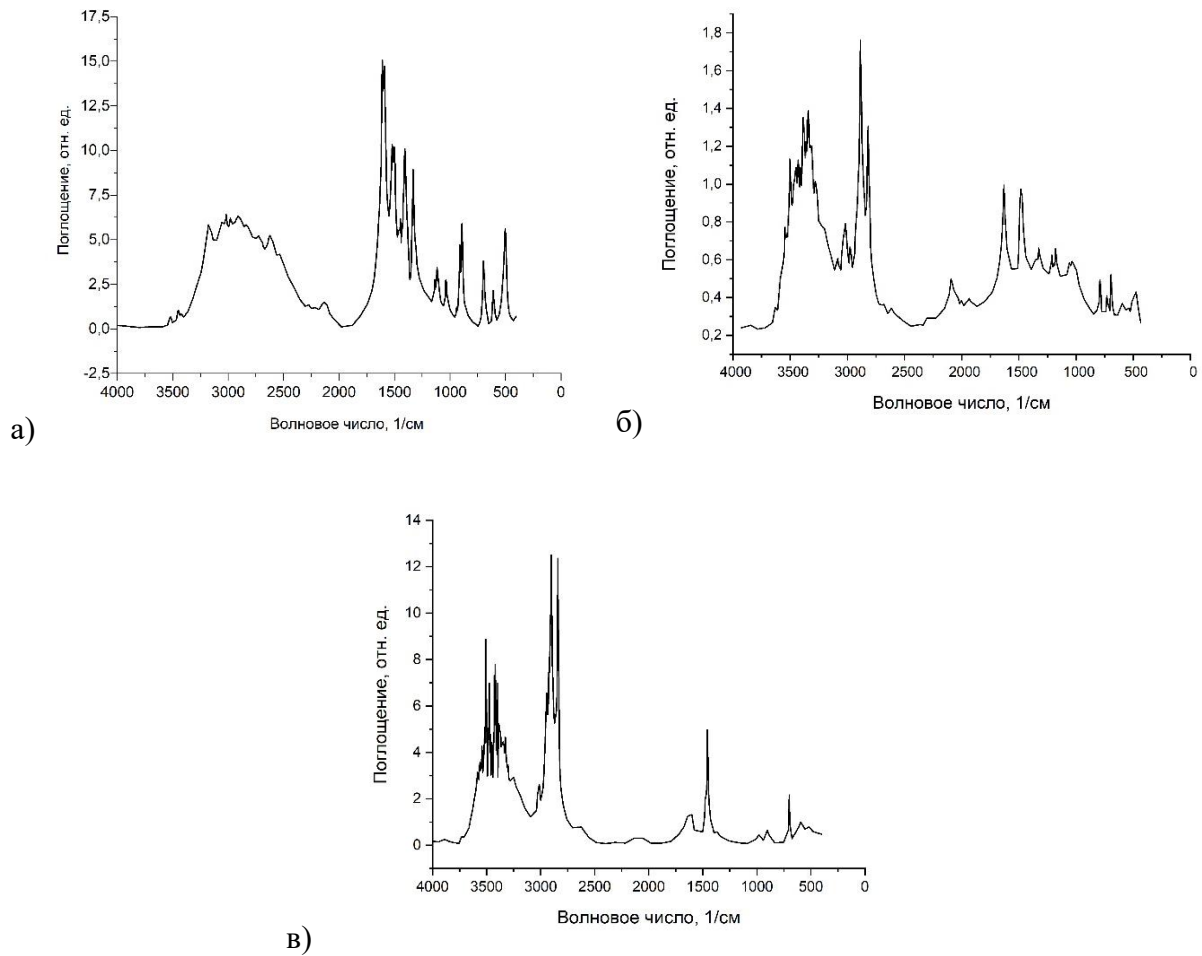 17,5
15,0
12,5
10,0
7,5
5,0
2,5
0,0
-2,5
Поглощение, отн. ед.
4000 3500 3000 2500 2000 1500 1000 500 0
Волновое число, 1/см
а)
1,8
1,6
1,4
1,2
1,0
0,8
0,6
0,4
0,2
Поглощение, отн. ед.
4000 3500 3000 2500 2000 1500 1000 500 0
Волновое число, 1/см
б)
14
12
10
8
6
4
2
0
Поглощение, отн. ед.
4000 3500 3000 2500 2000 1500 1000 500 0
Волновое число, 1/см
в)